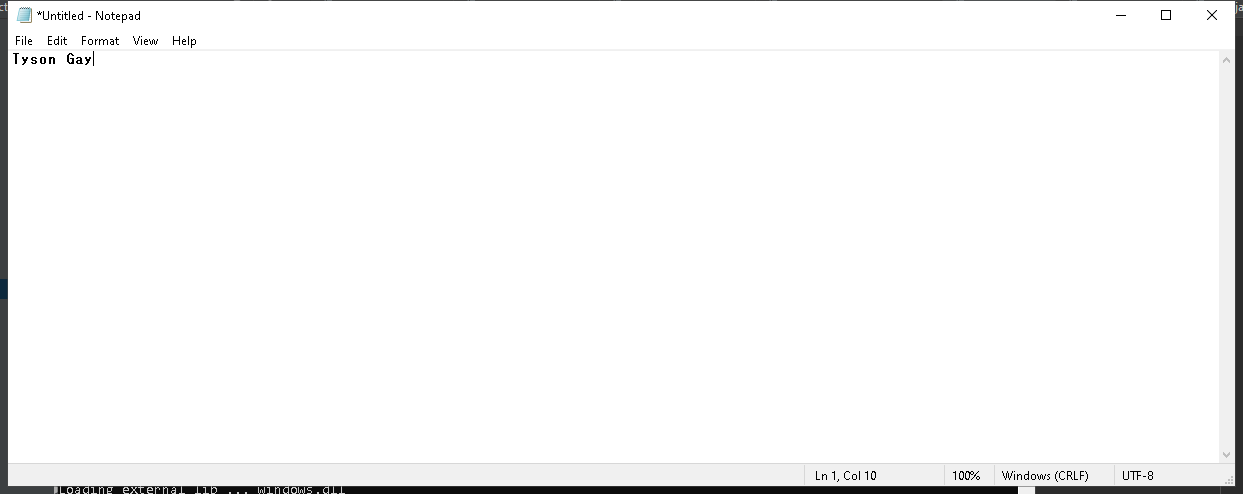 *Untitled - Notepad
File Edit Format View Help
Tyson Gay
Ln 1, Col 10 100% Windows (CRLF) UTF-8
Loading external lib ... windows.dll